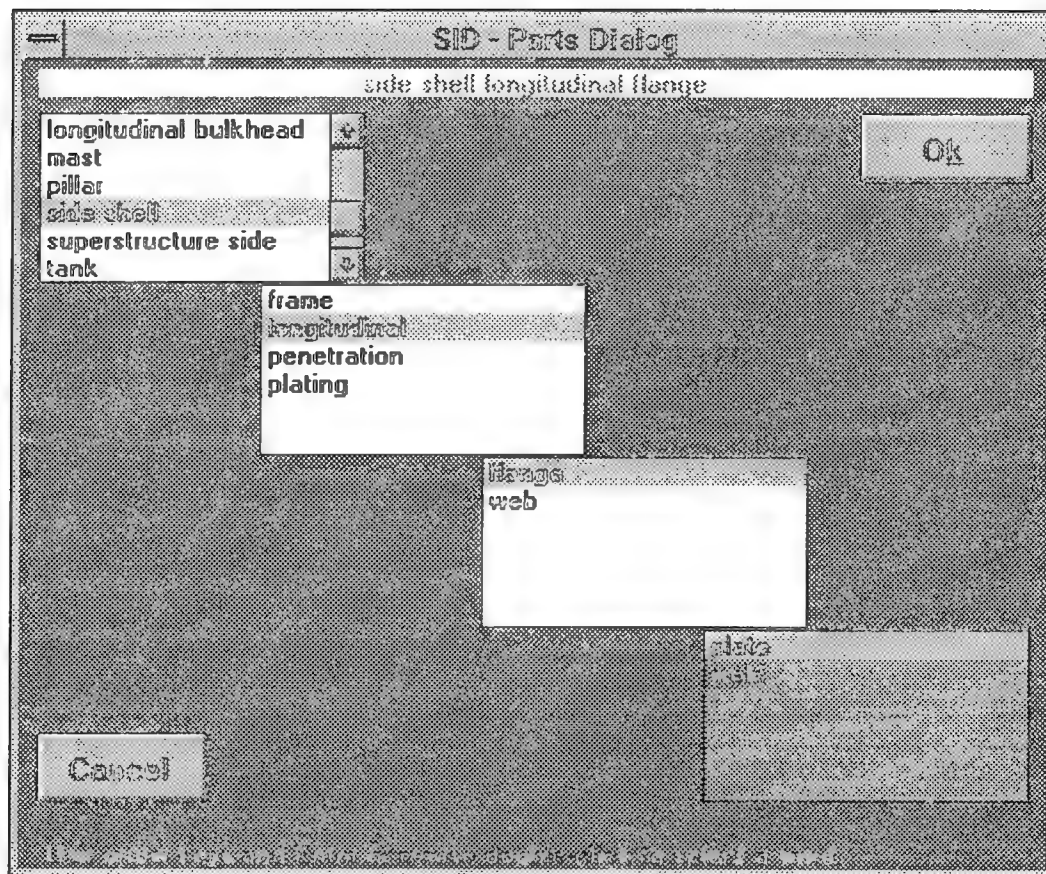 SID - Parts Dialog
side shell longitudinal flange
longitudinal bulkhead
mast
pillar
side shell
superstructure side
tank
Ok
frame
longitudinal
penetration
plating
flange
web
plate
Cancel